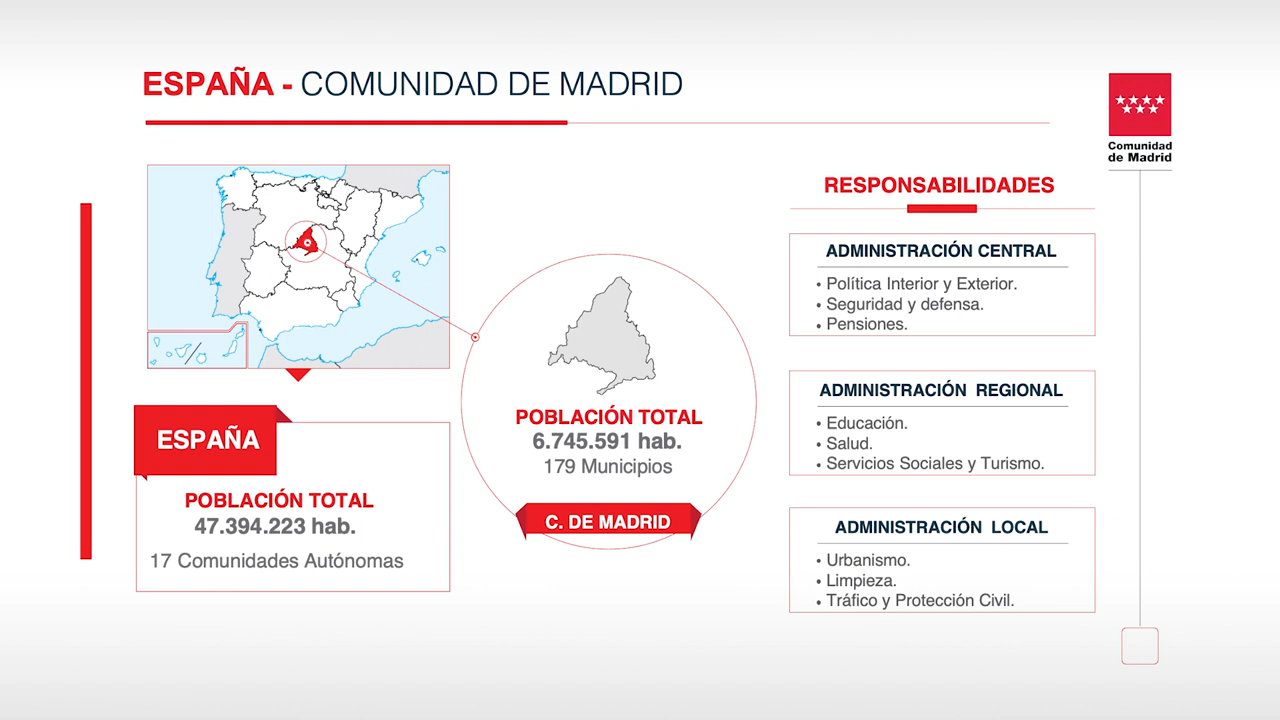 ESPAÑA - COMUNIDAD DE MADRID
Comunidad
de Madrid
ESPAÑA
POBLACIÓN TOTAL
47.394.223 hab.
17 Comunidades Autónomas
POBLACIÓN TOTAL
6.745.591 hab.
179 Municipios
C. DE MADRID
RESPONSABILIDADES
ADMINISTRACIÓN CENTRAL
• Política Interior y Exterior.
• Seguridad y defensa.
• Pensiones.
ADMINISTRACIÓN REGIONAL
• Educación.
• Salud.
• Servicios Sociales y Turismo.
ADMINISTRACIÓN LOCAL
• Urbanismo.
• Limpieza.
• Tráfico y Protección Civil.